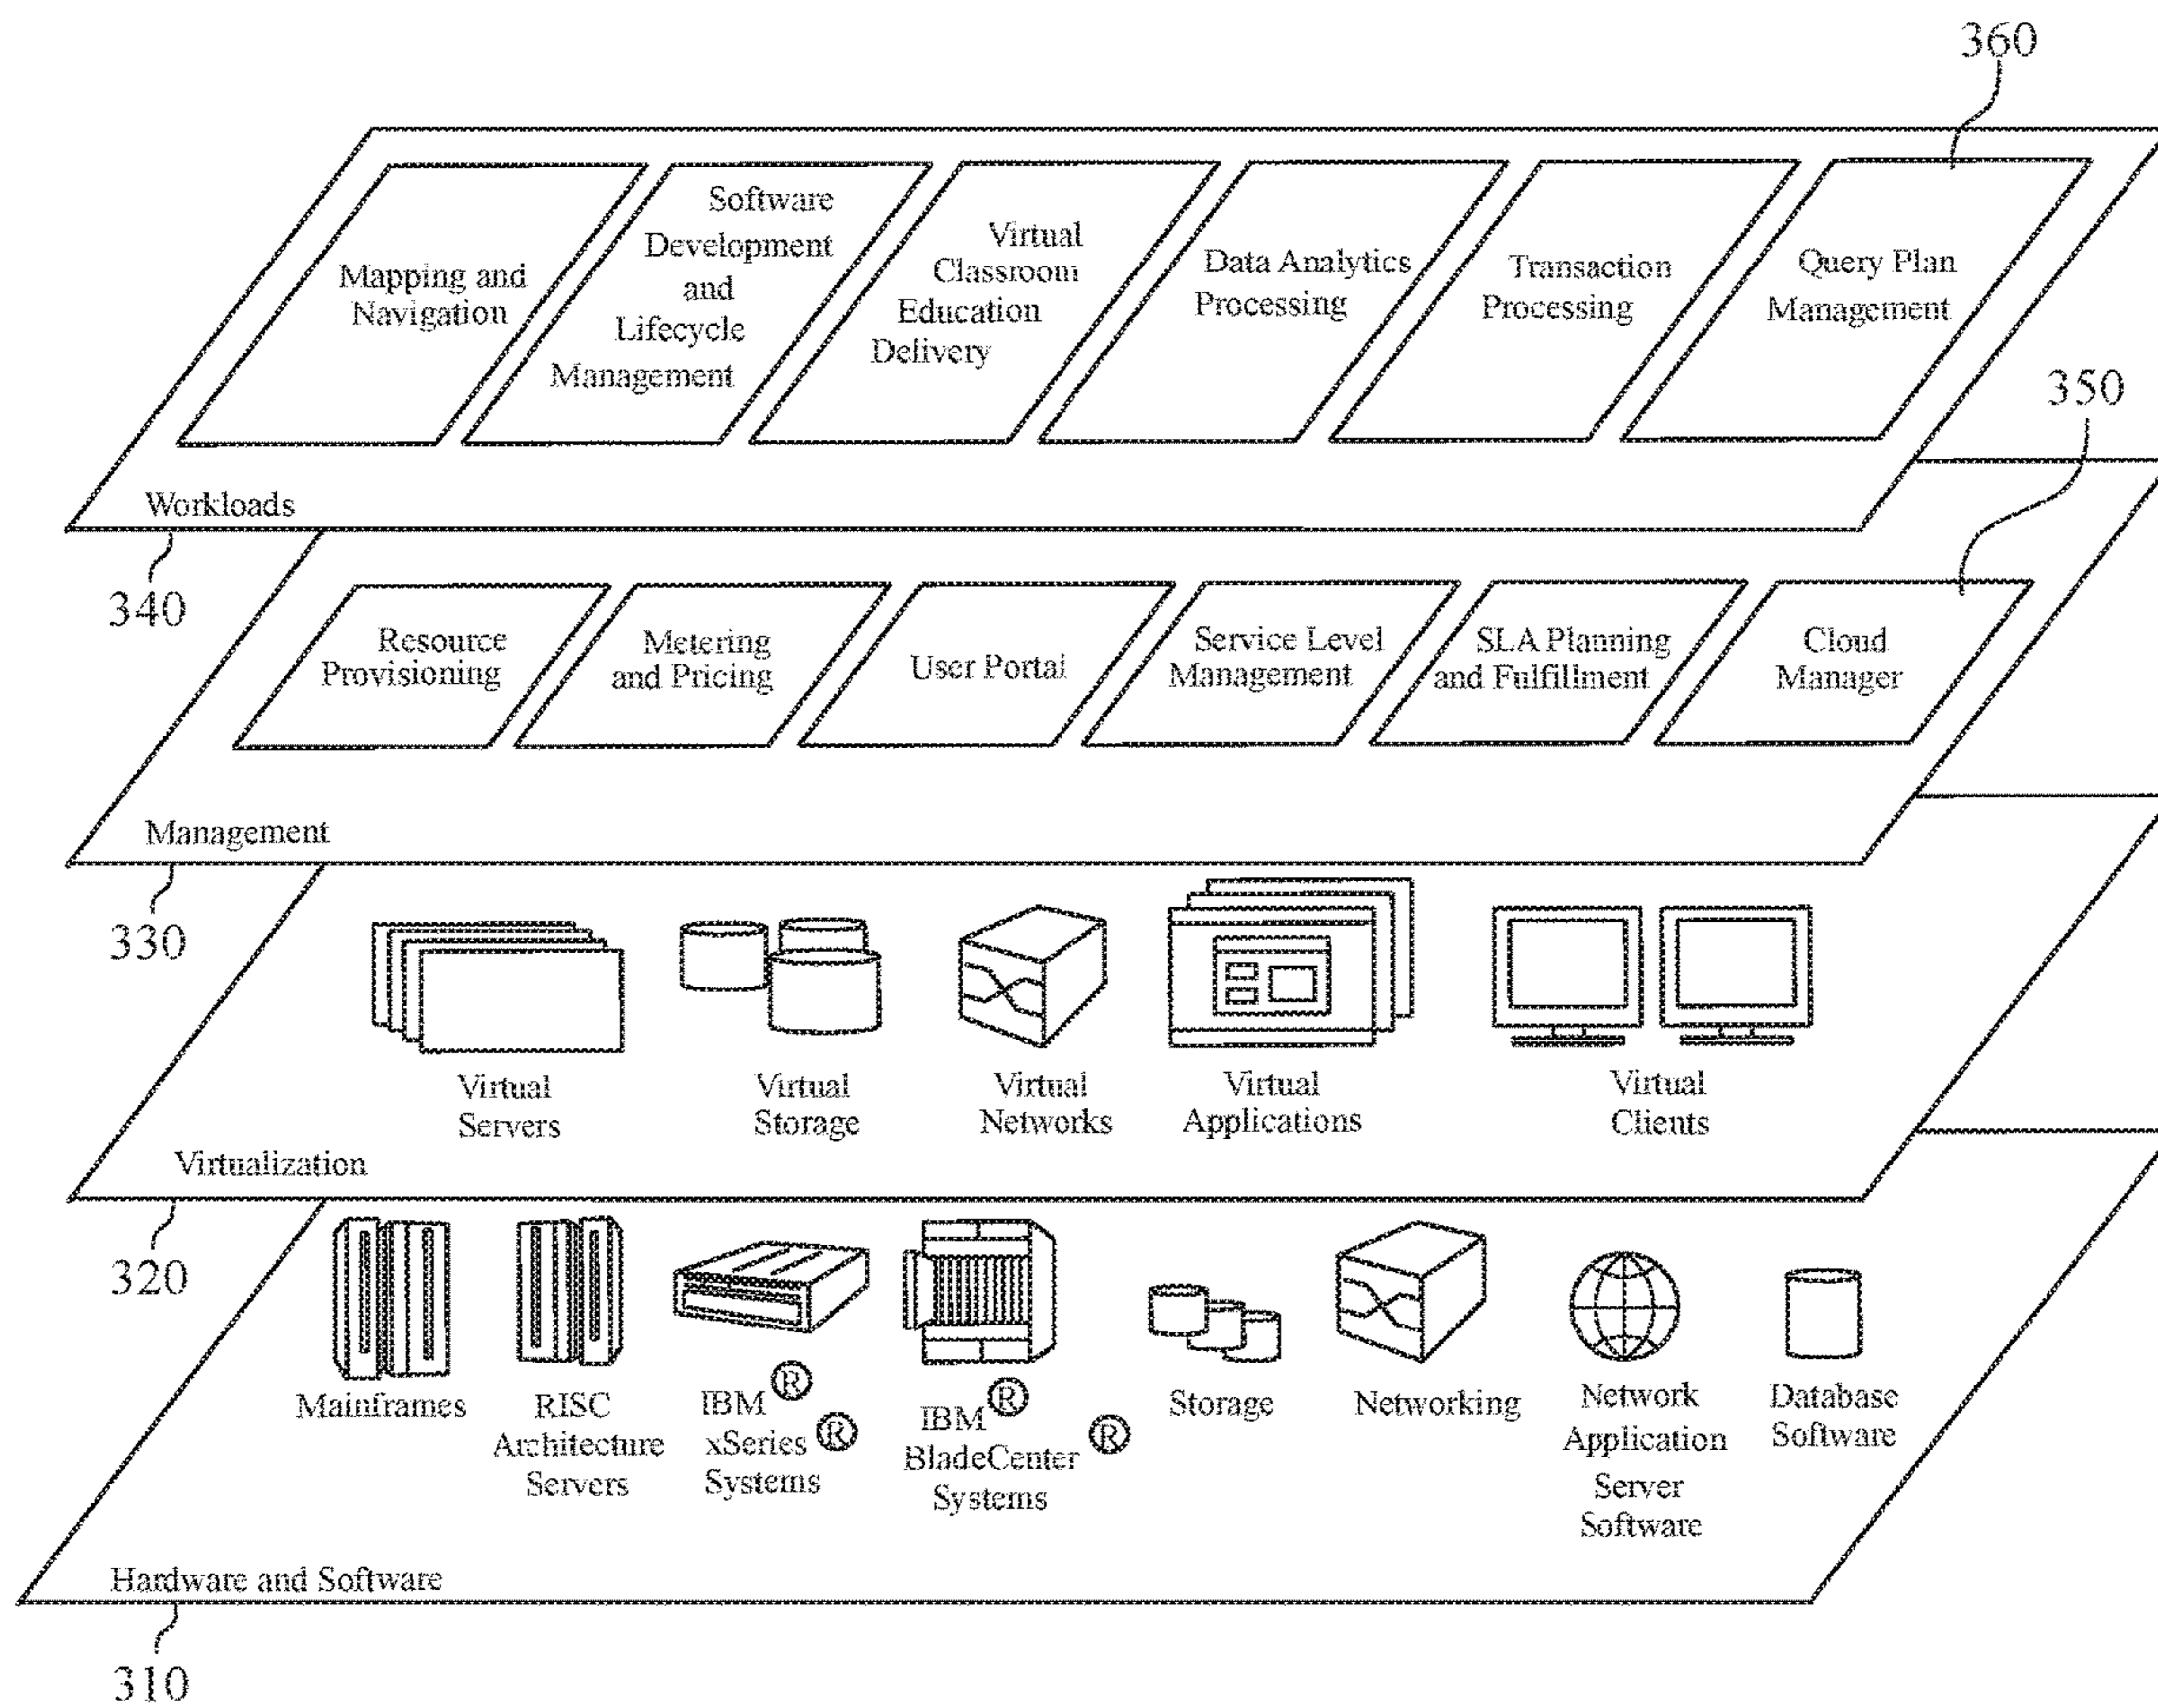 360
Mapping and
Navigation
Software
Development
and
Lifecycle
Management
Virtual
Classroom
Education
Delivery
Data Analytics
Processing
Transaction
Processing
Query Plan
Management
350
Workloads
340
Resource
Provisioning
Metering
and Pricing
User Portal
Service Level
Management
SLA Planning
and Fulfillment
Cloud
Manager
Management
330
Virtual
Servers
Virtual
Storage
Virtual
Networks
Virtual
Applications
Virtual
Clients
Virtualization
320
Mainframes
RISC
Architecture
Servers
IBM ®
xSeries ®
Systems
IBM ®
BladeCenter ®
Systems
Storage
Networking
Network
Application
Server
Software
Database
Software
Hardware and Software
310